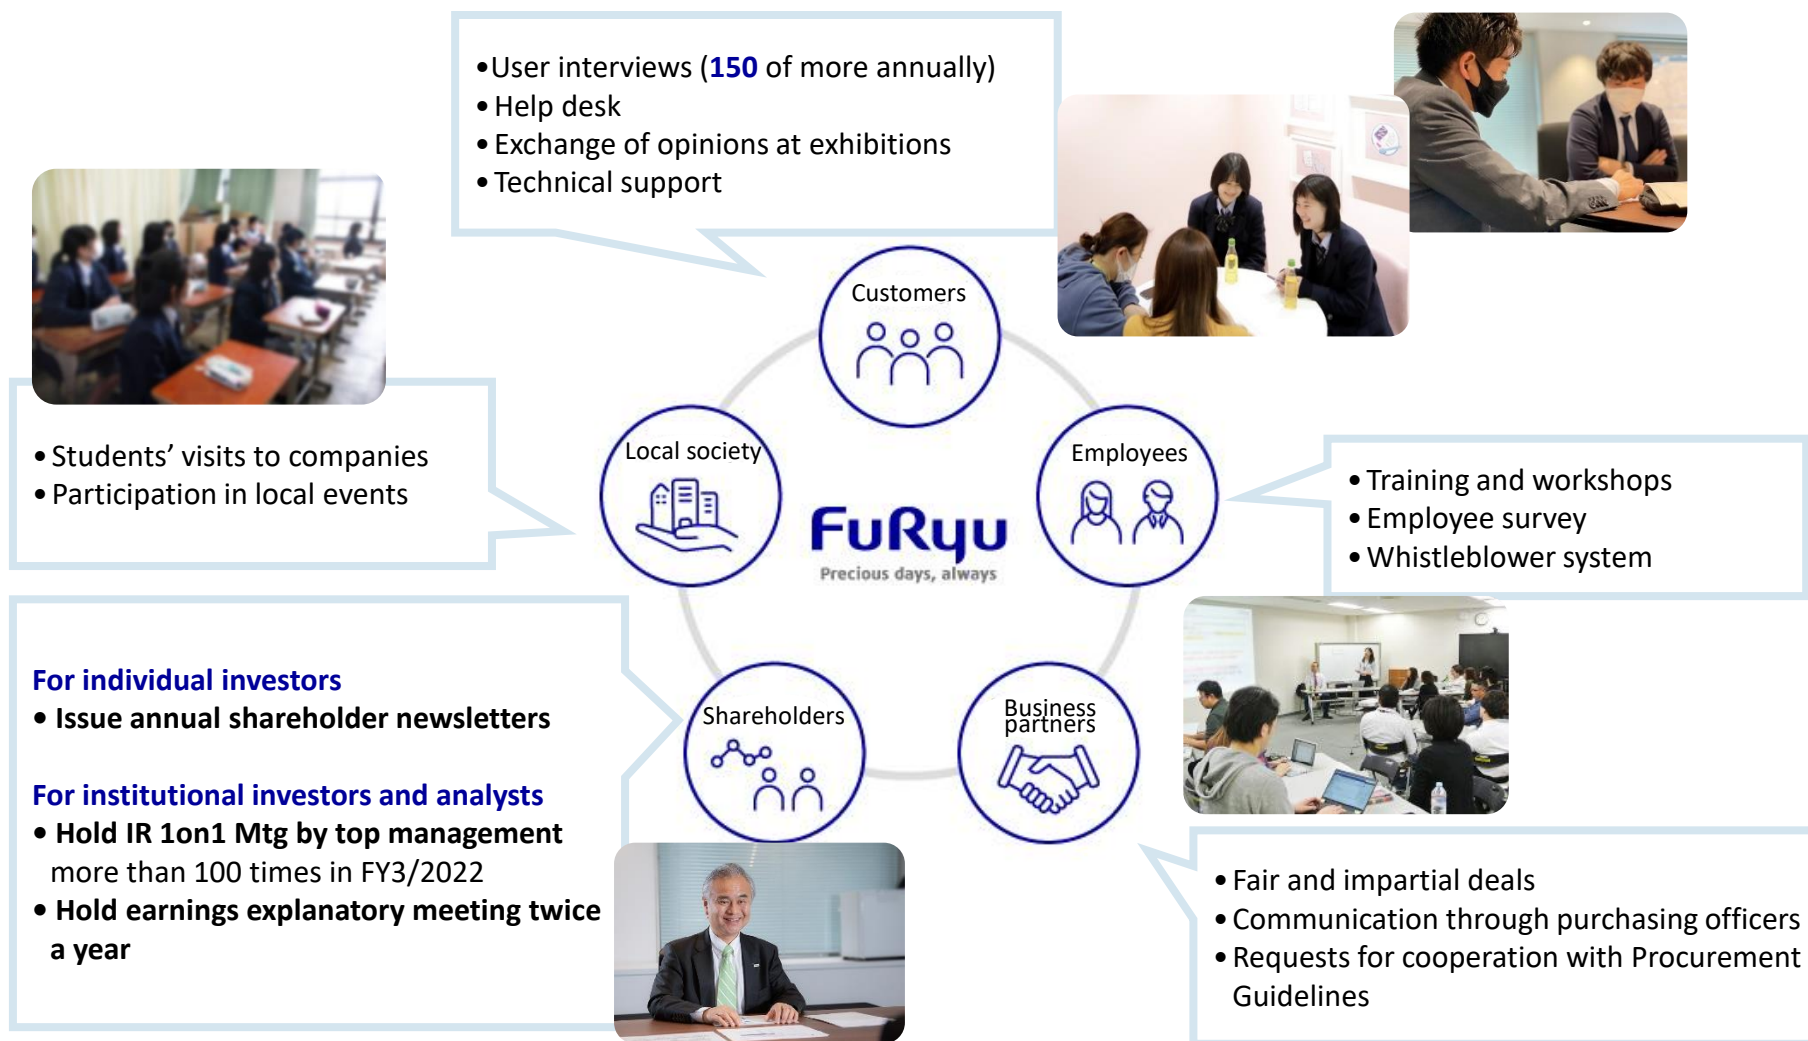 •User interviews (150 of more annually)
• Help desk
• Exchange of opinions at exhibitions
• Technical support
Customers
Local society
Employees
• Students’ visits to companies
• Participation in local events
FuRyu
Precious days, always
• Training and workshops
• Employee survey
• Whistleblower system
For individual investors
• Issue annual shareholder newsletters
For institutional investors and analysts
• Hold IR 1on1 Mtg by top management
more than 100 times in FY3/2022
• Hold earnings explanatory meeting twice
a year
Shareholders
Business
partners
• Fair and impartial deals
• Communication through purchasing officers
• Requests for cooperation with Procurement
Guidelines